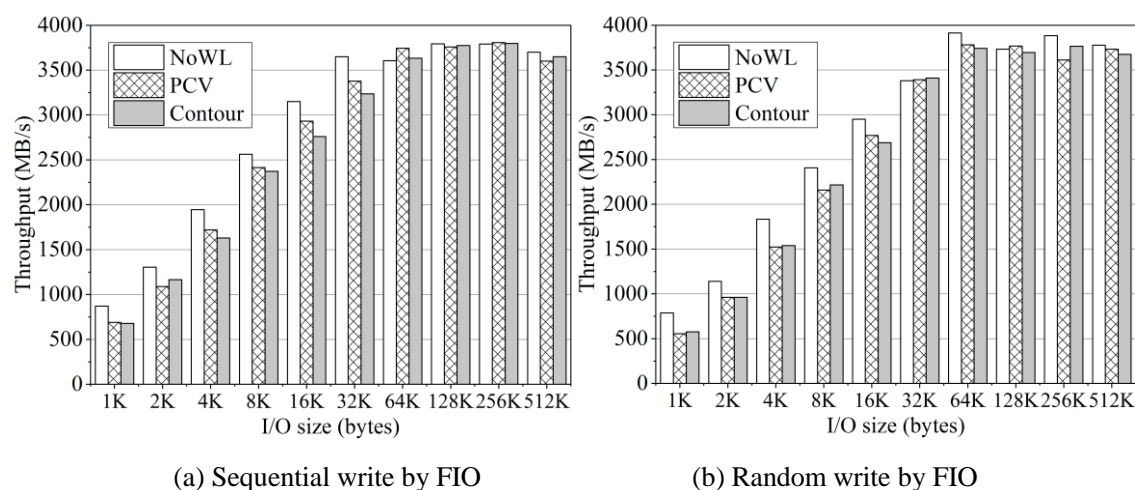 4000
3500
3000
2500
2000
1500
1000
500
0
Throughput (MB/s)
NoWL
PCV
Contour
1K 2K 4K 8K 16K 32K 64K 128K 256K 512K
I/O size (bytes)
(a) Sequential write by FIO
4000
3500
3000
2500
2000
1500
1000
500
0
Throughput (MB/s)
NoWL
PCV
Contour
1K 2K 4K 8K 16K 32K 64K 128K 256K 512K
I/O size (bytes)
(b) Random write by FIO